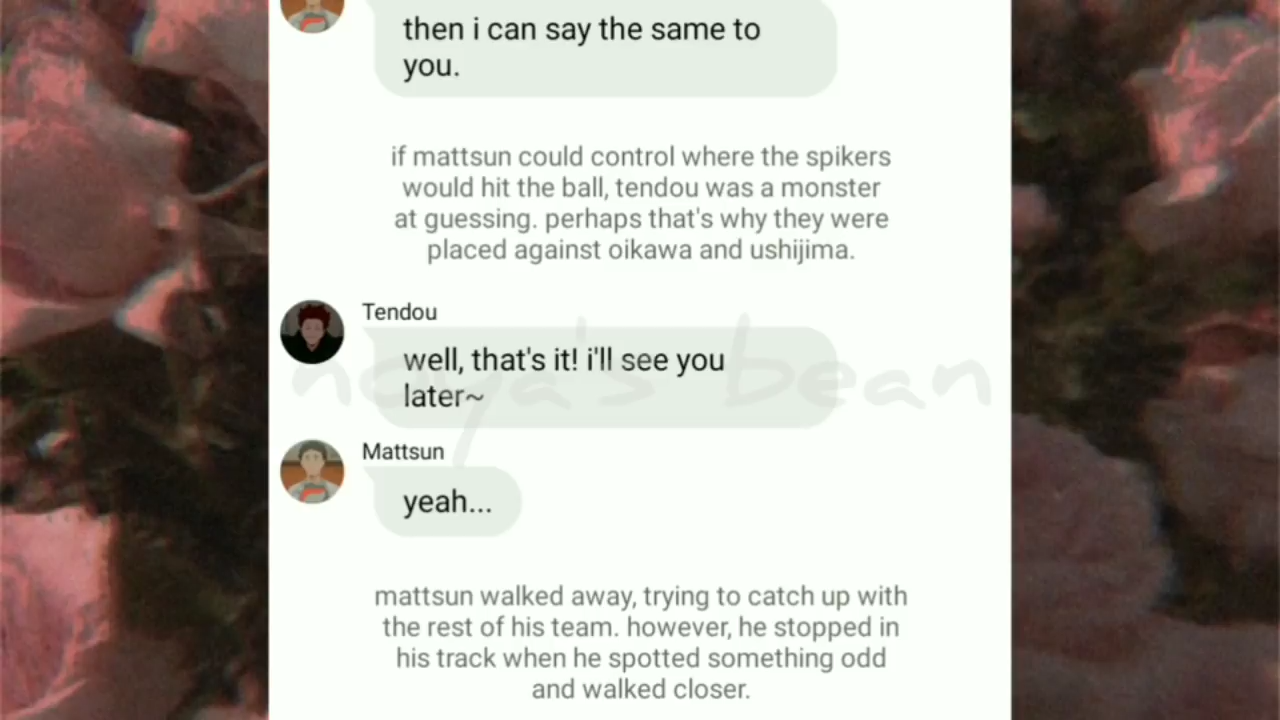 then i can say the same to
you.
if mattsun could control where the spikers
would hit the ball, tendou was a monster
at guessing. perhaps that's why they were
placed against oikawa and ushijima.
Tendou
well, that's it! i'll see you
later~
noya's bean
Mattsun
yeah...
mattsun walked away, trying to catch up with
the rest of his team. however, he stopped in
his track when he spotted something odd
and walked closer.